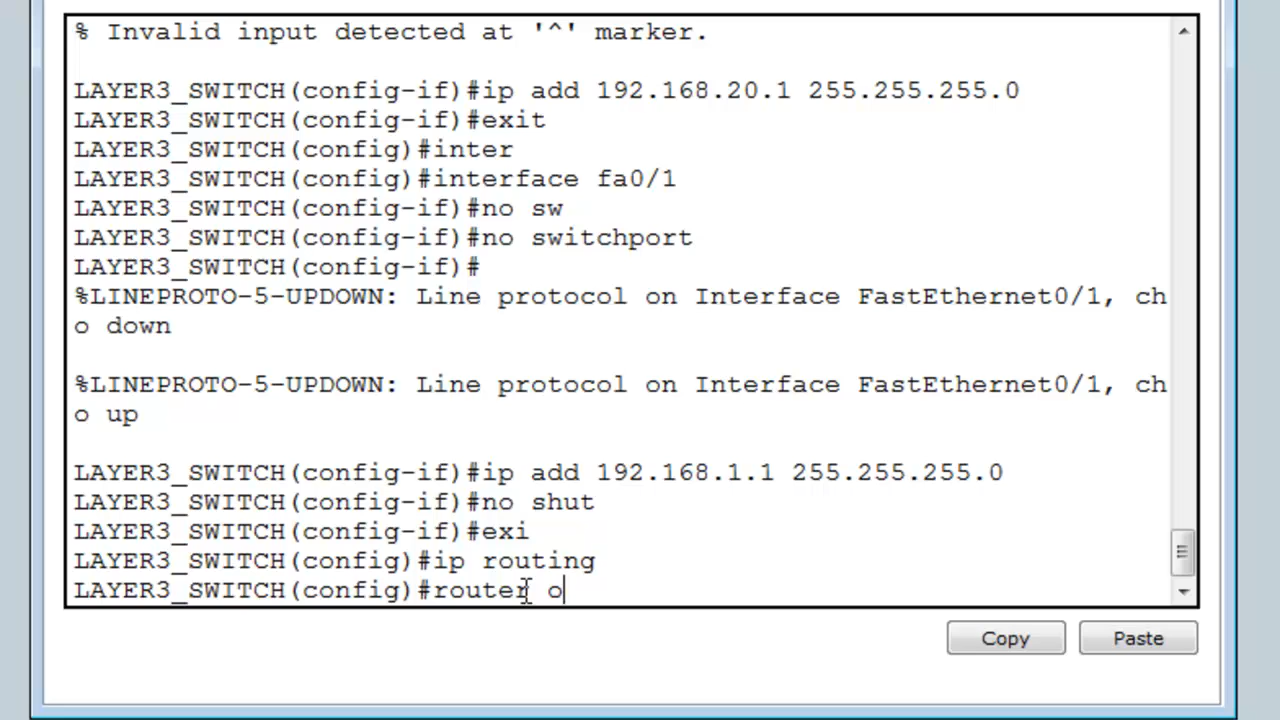 % Invalid input detected at '^' marker.
LAYER3_SWITCH(config-if)#ip add 192.168.20.1 255.255.255.0
LAYER3_SWITCH(config-if)#exit
LAYER3_SWITCH(config)#inter
LAYER3_SWITCH(config)#interface fa0/1
LAYER3_SWITCH(config-if)#no sw
LAYER3_SWITCH(config-if)#no switchport
LAYER3_SWITCH(config-if)#
%LINEPROTO-5-UPDOWN: Line protocol on Interface FastEthernet0/1, ch
o down
%LINEPROTO-5-UPDOWN: Line protocol on Interface FastEthernet0/1, ch
o up
LAYER3_SWITCH(config-if)#ip add 192.168.1.1 255.255.255.0
LAYER3_SWITCH(config-if)#no shut
LAYER3_SWITCH(config-if)#exi
LAYER3_SWITCH(config)#ip routing
LAYER3_SWITCH(config)#router o
Copy Paste